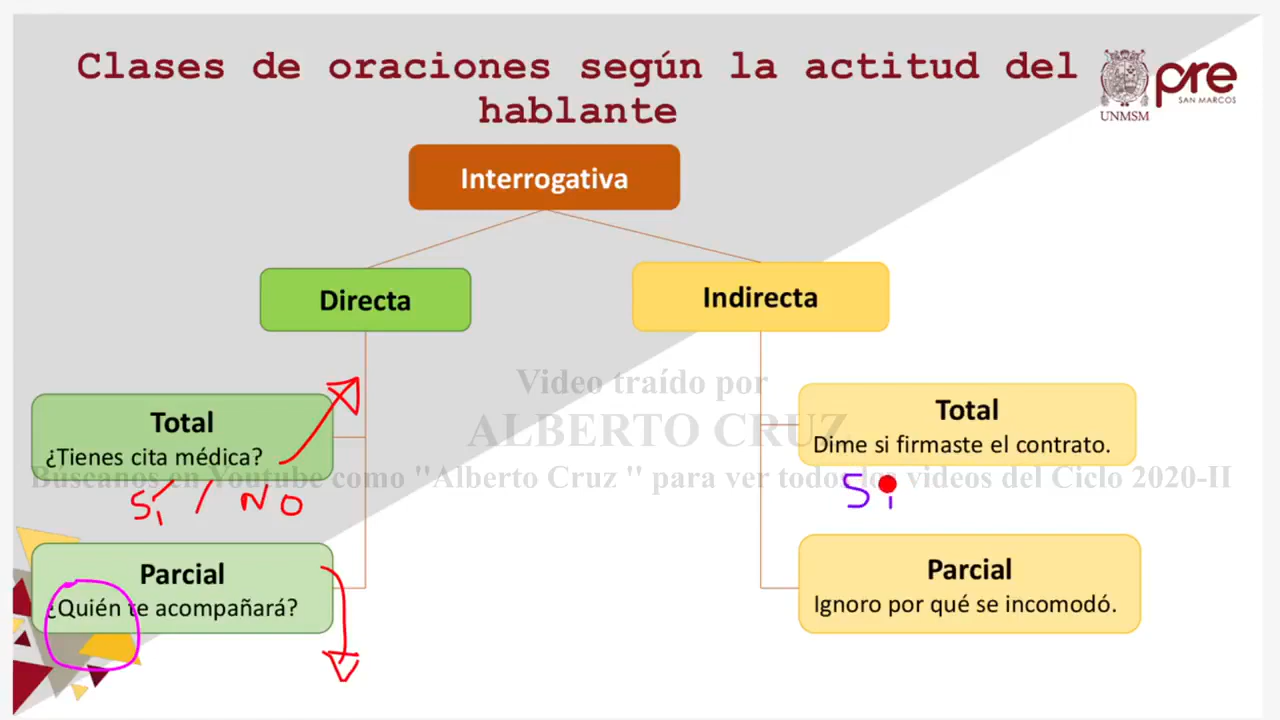 Clases de oraciones según la actitud del
hablante
UNMSM
pre
SAN MARCOS
Interrogativa
Directa
Indirecta
Total
¿Tienes cita médica?
Sí / NO
Parcial
¿Quién te acompañará?
Total
Dime si firmaste el contrato.
Si
Parcial
Ignoro por qué se incomodó.
Video traído por
ALBERTO CRUZ
Buscanos en Youtube como "Alberto Cruz " para ver todos los videos del Ciclo 2020-II